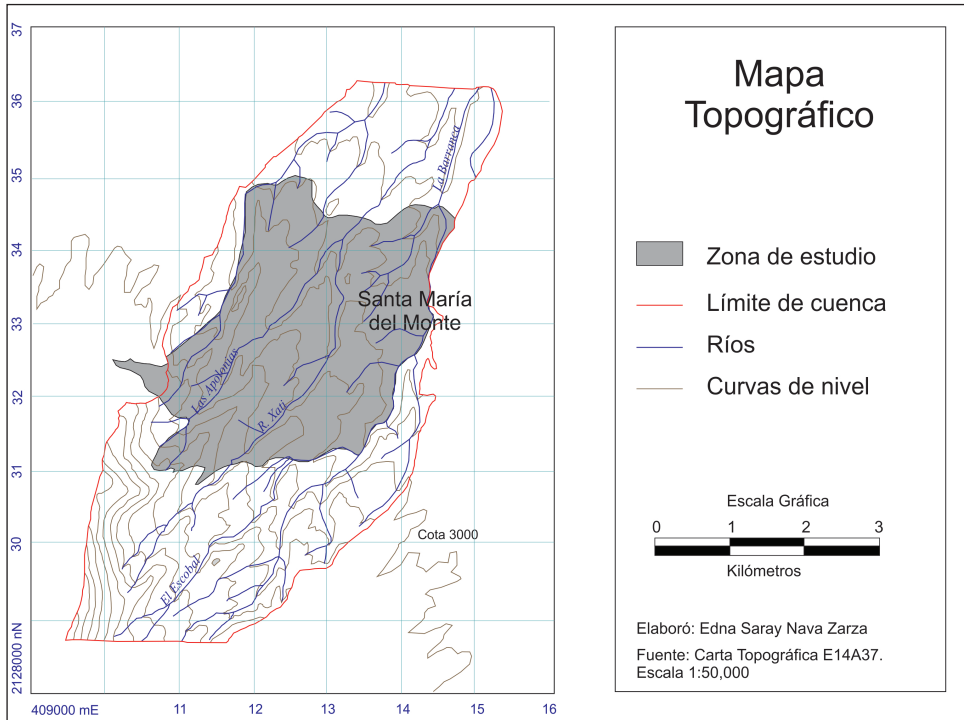 37
36
35
34
33
32
31
30
2128000 nN
409000 mE
11
12
13
14
15
16
La Barranca
Santa María
del Monte
Las Apolonias
R. Xati
El Escobal
Cota 3000
Mapa
Topográfico
Zona de estudio
Límite de cuenca
Ríos
Curvas de nivel
Escala Gráfica
0 1 2 3
Kilómetros
Elaboró: Edna Saray Nava Zarza
Fuente: Carta Topográfica E14A37.
Escala 1:50,000